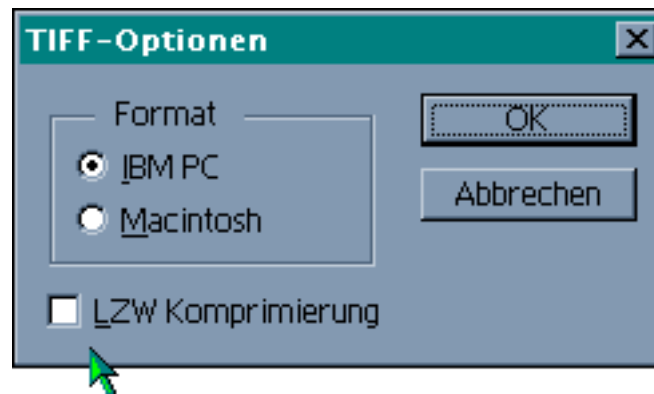 TIFF-Optionen
Format
IBM PC
Macintosh
OK
Abbrechen
LZW Komprimierung